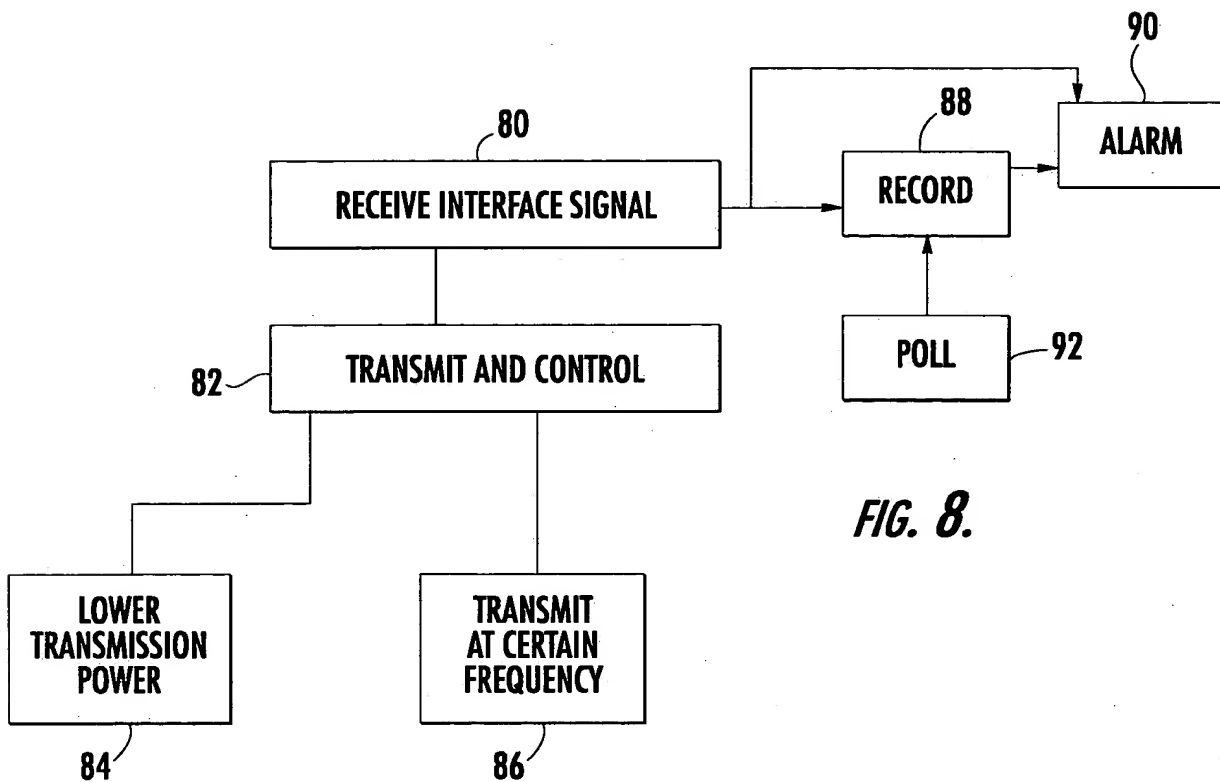 90
ALARM
88
RECORD
80
RECEIVE INTERFACE SIGNAL
82
TRANSMIT AND CONTROL
POLL
92
FIG. 8.
LOWER
TRANSMISSION
POWER
84
TRANSMIT
AT CERTAIN
FREQUENCY
86